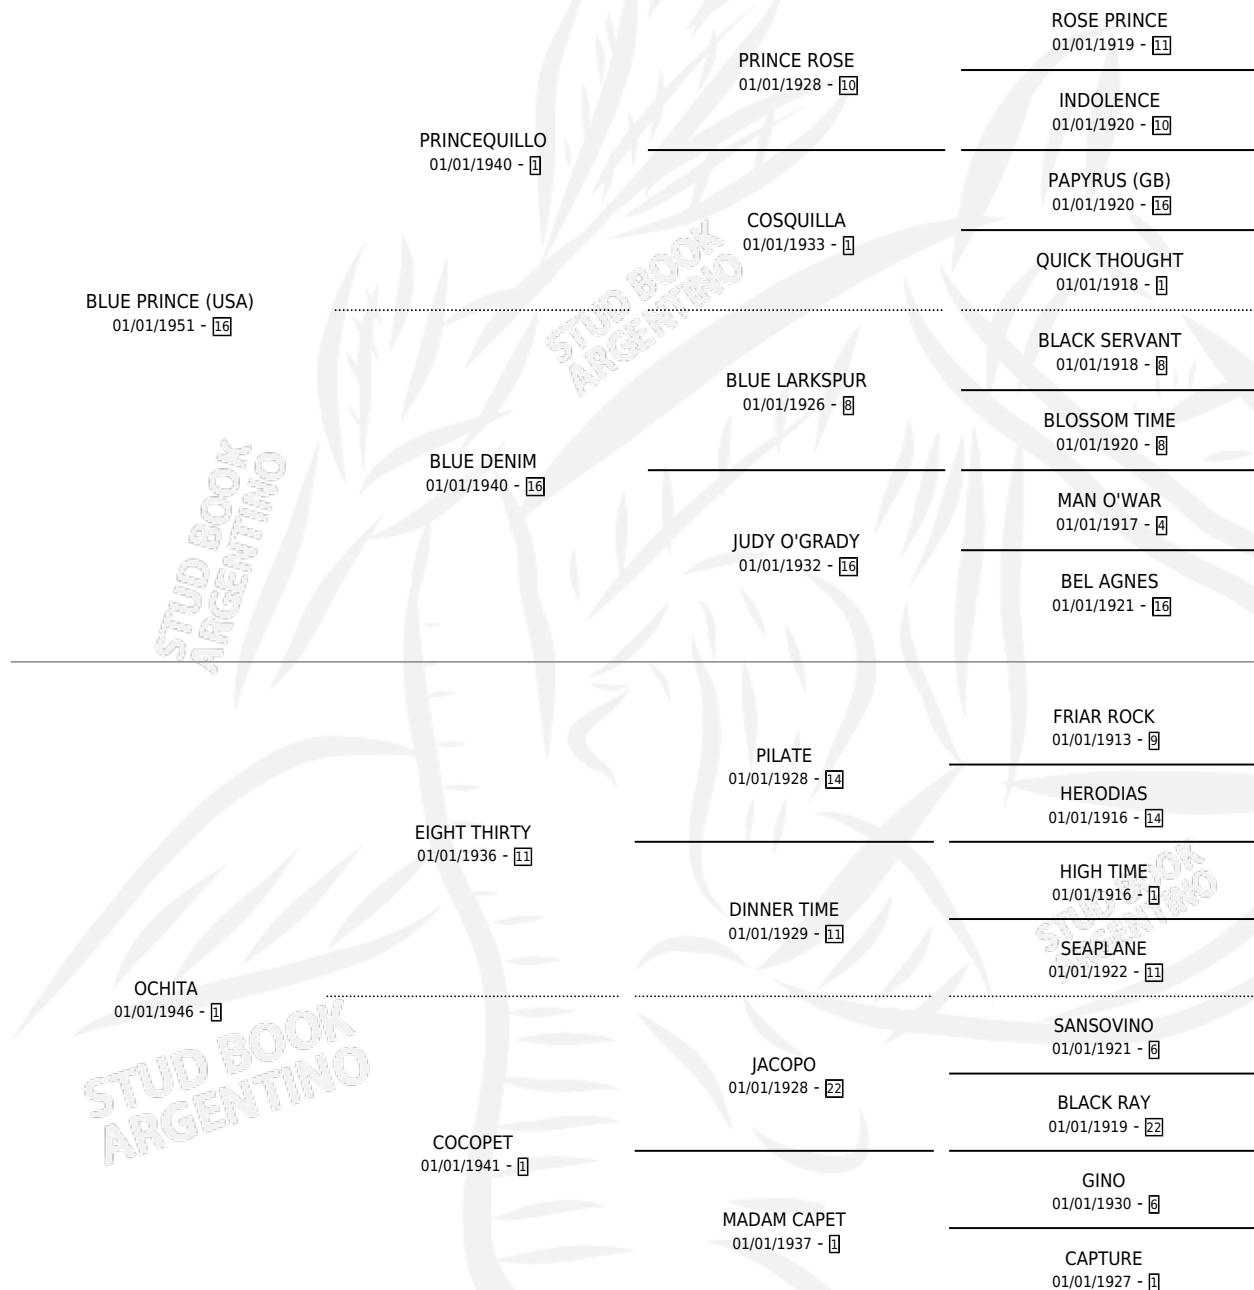 ROSE PRINCE
01/01/1919 - 11
PRINCE ROSE
01/01/1928 - 10
INDOLENCE
01/01/1920 - 10
PRINCEQUILLO
01/01/1940 - 1
PAPYRUS (GB)
01/01/1920 - 16
COSQUILLA
01/01/1933 - 1
QUICK THOUGHT
01/01/1918 - 1
BLUE PRINCE (USA)
01/01/1951 - 16
STUD BOOK
ARGENTINO
BLACK SERVANT
01/01/1918 - 8
BLUE LARKSPUR
01/01/1926 - 8
BLOSSOM TIME
01/01/1920 - 8
BLUE DENIM
01/01/1940 - 16
MAN O'WAR
01/01/1917 - 4
JUDY O'GRADY
01/01/1932 - 16
BEL AGNES
01/01/1921 - 16
STUD BOOK
ARGENTINO
FRIAR ROCK
01/01/1913 - 9
PILATE
01/01/1928 - 14
HERODIAS
01/01/1916 - 14
EIGHT THIRTY
01/01/1936 - 11
HIGH TIME
01/01/1916 - 1
DINNER TIME
01/01/1929 - 11
STUD BOOK
ARGENTINO
SEAPLANE
01/01/1922 - 11
OCHITA
01/01/1946 - 1
SANSOVINO
01/01/1921 - 6
JACOPO
01/01/1928 - 22
STUD BOOK
ARGENTINO
BLACK RAY
01/01/1919 - 22
COCOPET
01/01/1941 - 1
GINO
01/01/1930 - 6
MADAM CAPET
01/01/1937 - 1
CAPTURE
01/01/1927 - 1